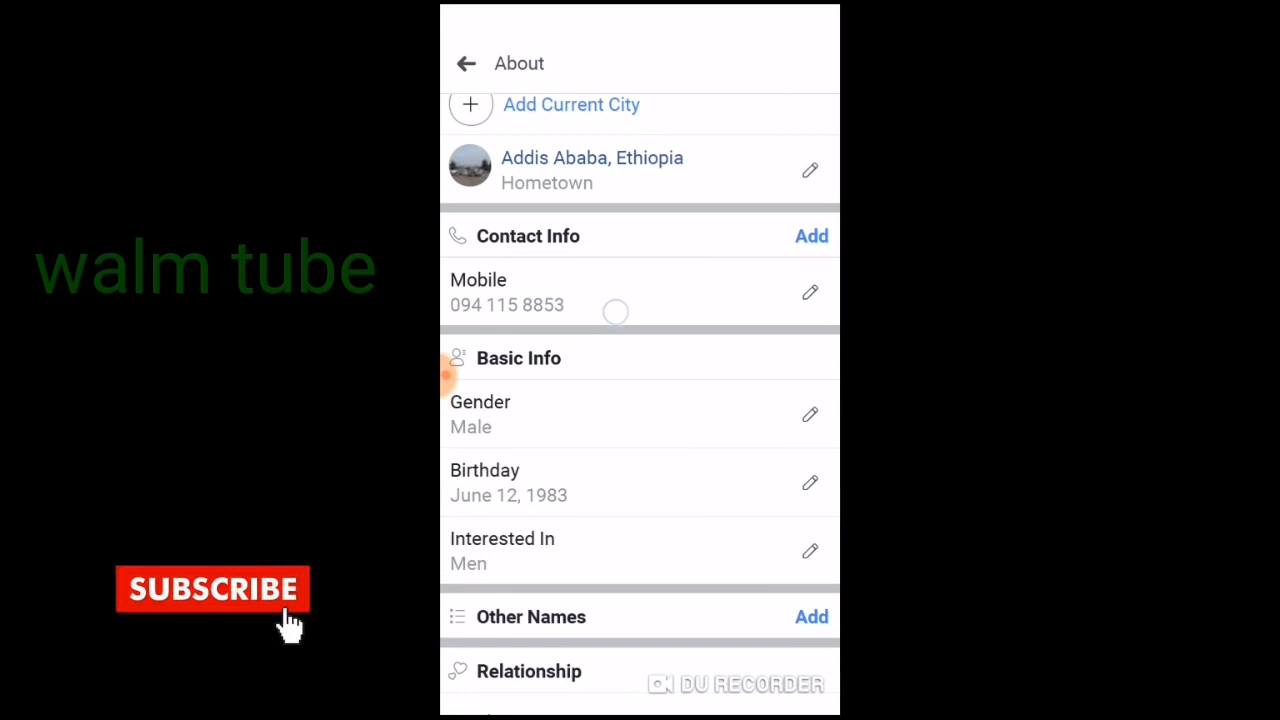 About
Add Current City
Addis Ababa, Ethiopia
Hometown
Contact Info Add
Mobile
094 115 8853
Basic Info
Gender
Male
Birthday
June 12, 1983
Interested In
Men
Other Names Add
Relationship
walm tube
SUBSCRIBE
DU RECORDER